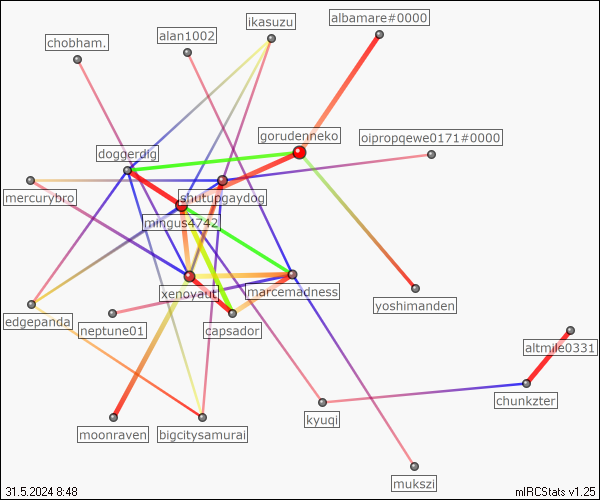 ikasuzu
albamare#0000
chobham.
alan1002
gorudenneko
oipropqewe0171#0000
doggerdig
mercurybro
shutupgaydog
mingus4742
xenovaut
marcemadness
yoshimanden
edgepanda
neptune01
capsador
altmile0331
chunkzter
kyuqi
moonraven
bigcitysamurai
mukszi
31.5.2024 8:48
mIRCStats v1.25